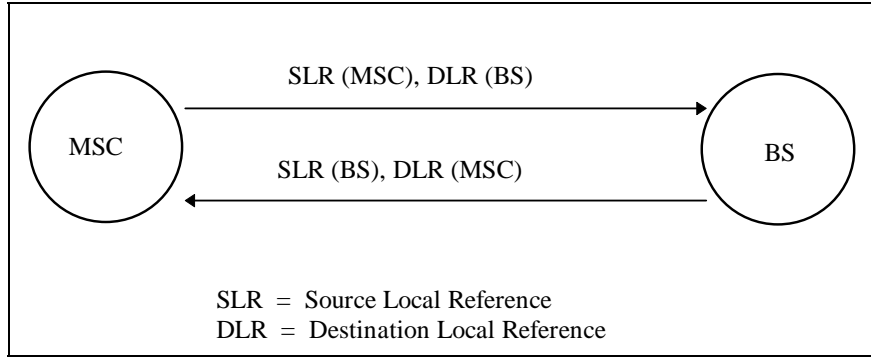 SLR (MSC), DLR (BS)
MSC
BS
SLR (BS), DLR (MSC)
SLR = Source Local Reference
DLR = Destination Local Reference